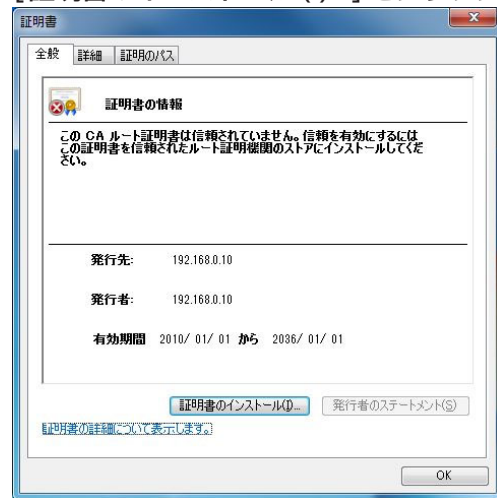 証明書
全般 詳細 証明のパス
証明書の情報
この CA ルート証明書は信頼されていません。信頼を有効にするには
この証明書を信頼されたルート証明機関のストアにインストールしてくだ
さい。
発行先: 192.168.0.10
発行者: 192.168.0.10
有効期間 2010/ 01/ 01 から 2036/ 01/ 01
証明書のインストール(I)... 発行者のステートメント(S)
証明書の詳細について表示します。
OK